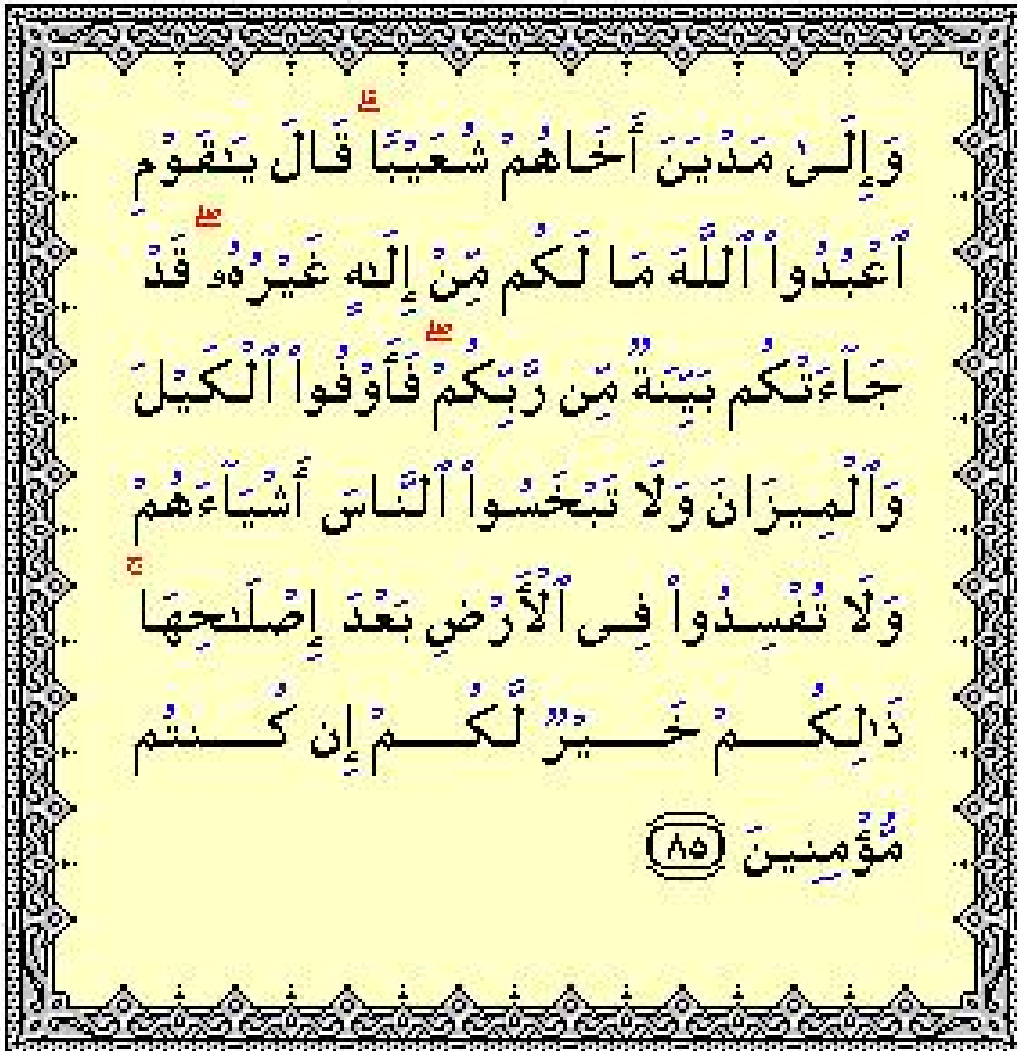 وَإِلَىٰ مَدْيَنَ أَخَاهُمْ شُعَيْبًا ۗ قَالَ يَـٰقَوْمِ
ٱعْبُدُوا۟ ٱللَّهَ مَا لَكُم مِّنْ إِلَـٰهٍ غَيْرُهُۥ ۖ قَدْ
جَآءَتْكُم بَيِّنَةٌ مِّن رَّبِّكُمْ ۖ فَأَوْفُوا۟ ٱلْكَيْلَ
وَٱلْمِيزَانَ وَلَا تَبْخَسُوا۟ ٱلنَّاسَ أَشْيَآءَهُمْ
وَلَا تُفْسِدُوا۟ فِى ٱلْأَرْضِ بَعْدَ إِصْلَـٰحِهَا ۚ
ذَٰلِكُمْ خَيْرٌ لَّكُمْ إِن كُنتُم
مُّؤْمِنِينَ ٨٥